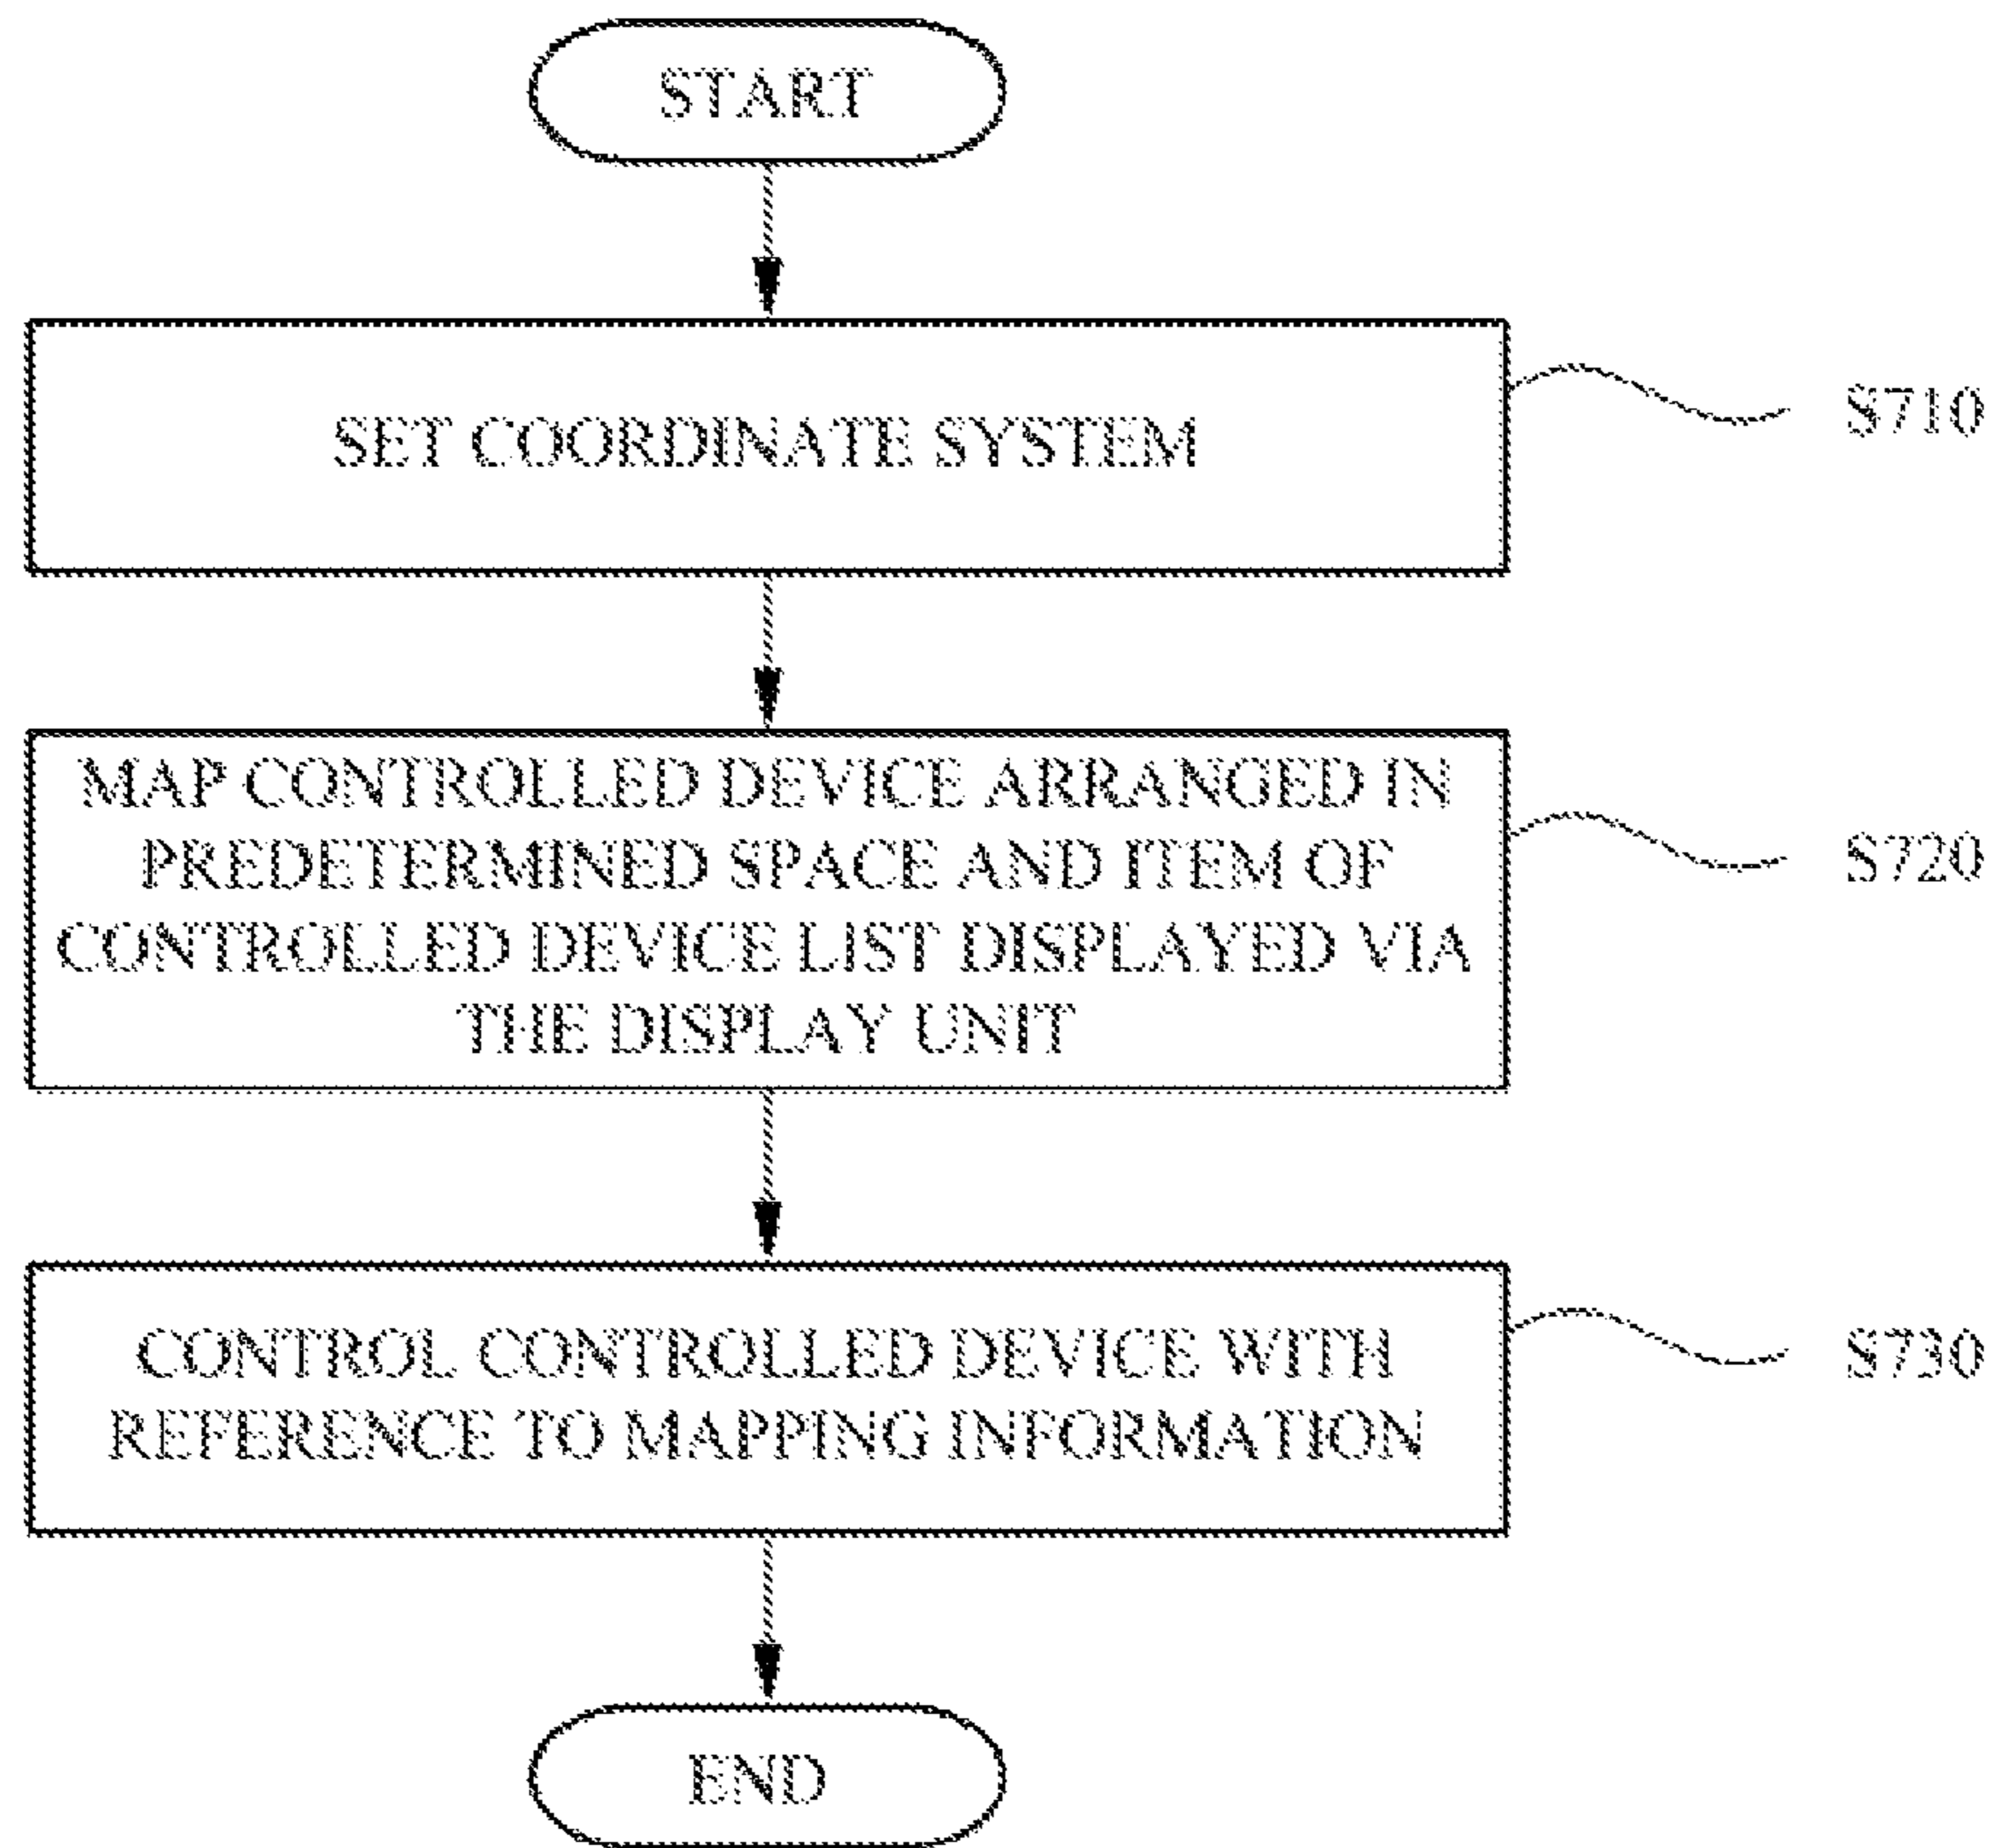 START
SET COORDINATE SYSTEM
S710
MAP CONTROLLED DEVICE ARRANGED IN
PREDETERMINED SPACE AND ITEM OF
CONTROLLED DEVICE LIST DISPLAYED VIA
THE DISPLAY UNIT
S720
CONTROL CONTROLLED DEVICE WITH
REFERENCE TO MAPPING INFORMATION
S730
END